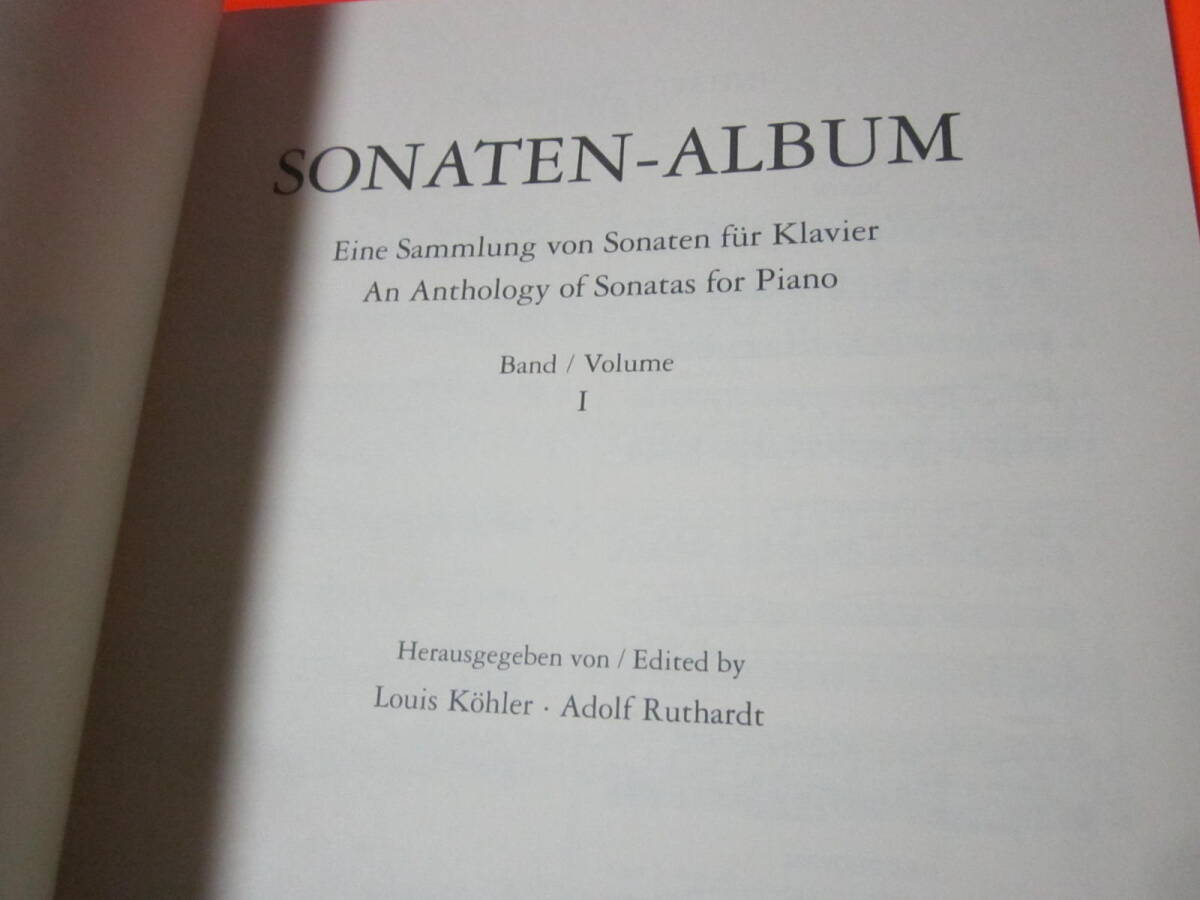 SONATEN-ALBUM
Eine Sammlung von Sonaten für Klavier
An Anthology of Sonatas for Piano
Band / Volume
I
Herausgegeben von / Edited by
Louis Köhler · Adolf Ruthardt